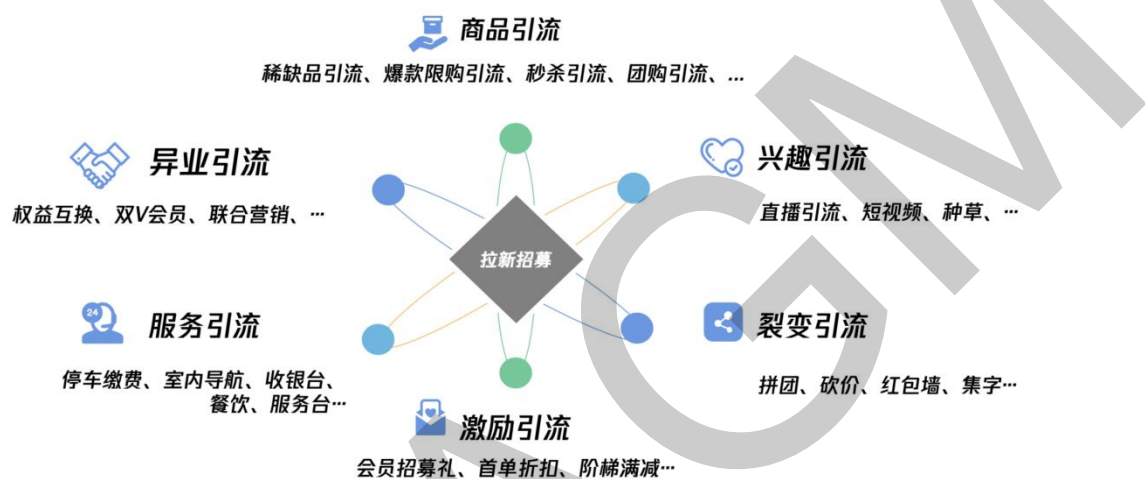 商品引流
稀缺品引流、爆款限购引流、秒杀引流、团购引流、...
异业引流
权益互换、双V会员、联合营销、…
兴趣引流
直播引流、短视频、种草、…
拉新招募
24
服务引流
停车缴费、室内导航、收银台、
餐饮、服务台…
裂变引流
拼团、砍价、红包墙、集字…
激励引流
会员招募礼、首单折扣、阶梯满减…